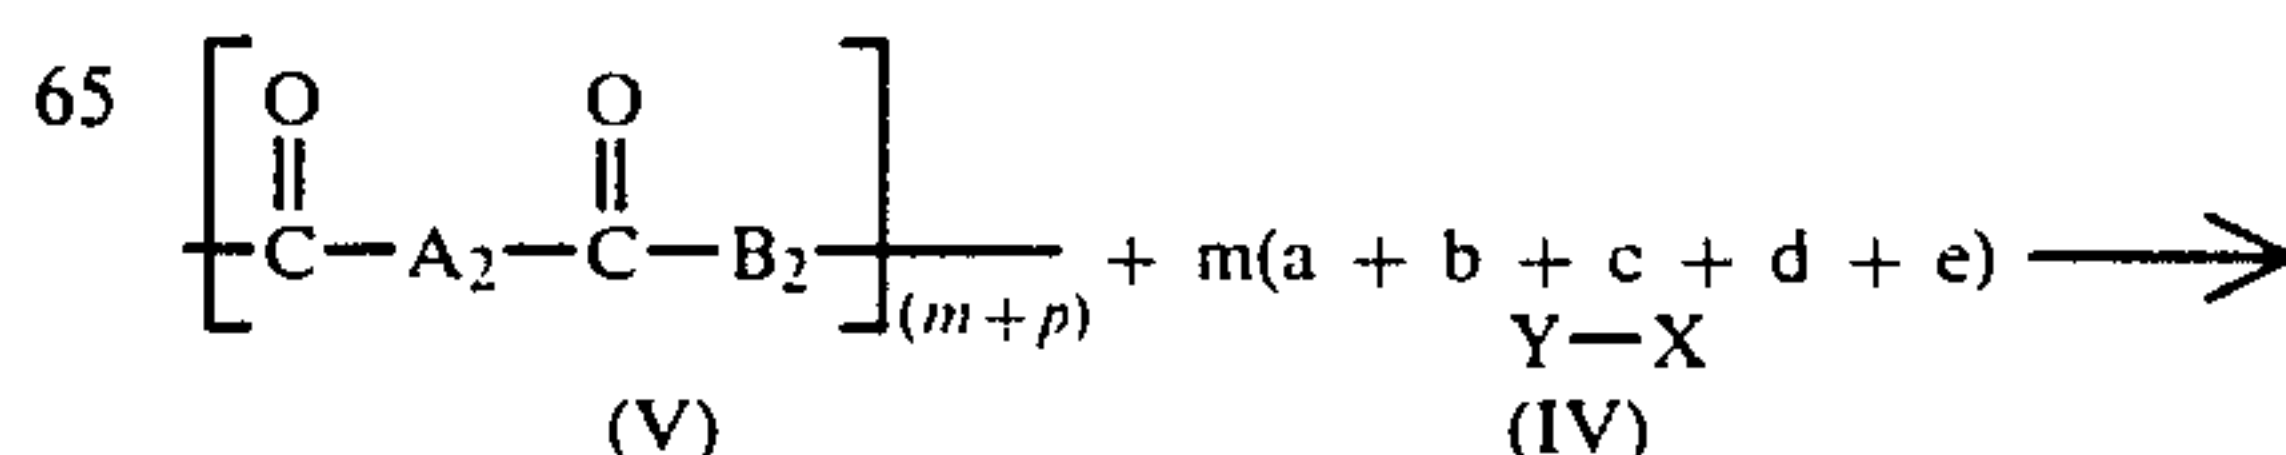 65
O O
C—A₂—C—B₂ (m+p) + m(a + b + c + d + e) ⟶
Y—X
(V) (IV)